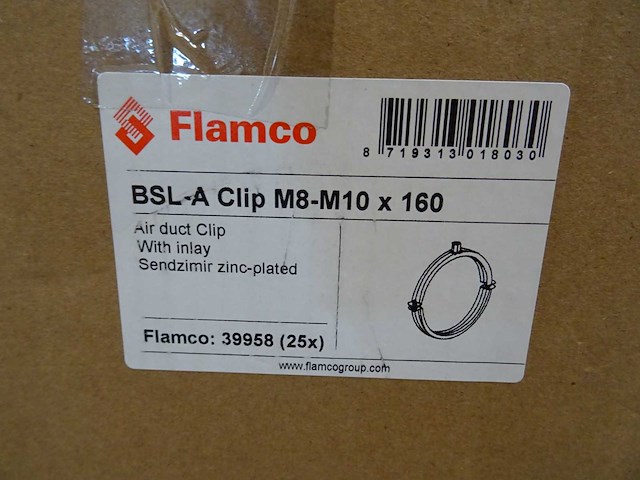 Flamco
8 719313 018030
BSL-A Clip M8-M10 x 160
Air duct Clip
With inlay
Sendzimir zinc-plated
Flamco: 39958 (25x)
www.flamcogroup.com